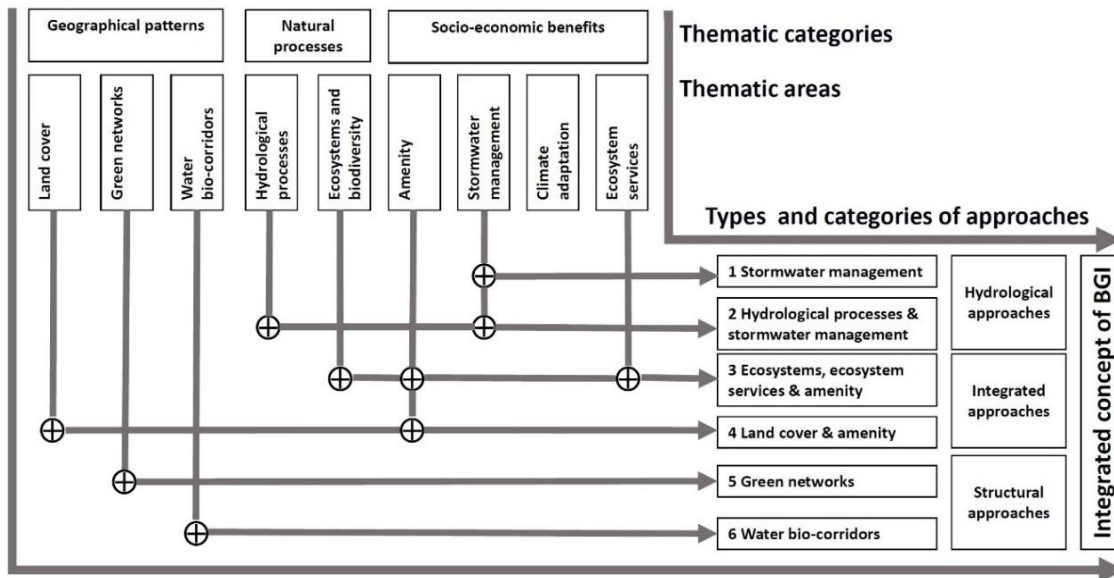 Geographical patterns
Natural
processes
Socio-economic benefits
Thematic categories
Thematic areas
Land cover
Green networks
Water
bio-corridors
Hydrological
processes
Ecosystems and
biodiversity
Amenity
Stormwater
management
Climate
adaptation
Ecosystem
services
Types and categories of approaches
1 Stormwater management
2 Hydrological processes &
stormwater management
Hydrological
approaches
3 Ecosystems, ecosystem
services & amenity
4 Land cover & amenity
Integrated
approaches
5 Green networks
6 Water bio-corridors
Structural
approaches
Integrated concept of BGI